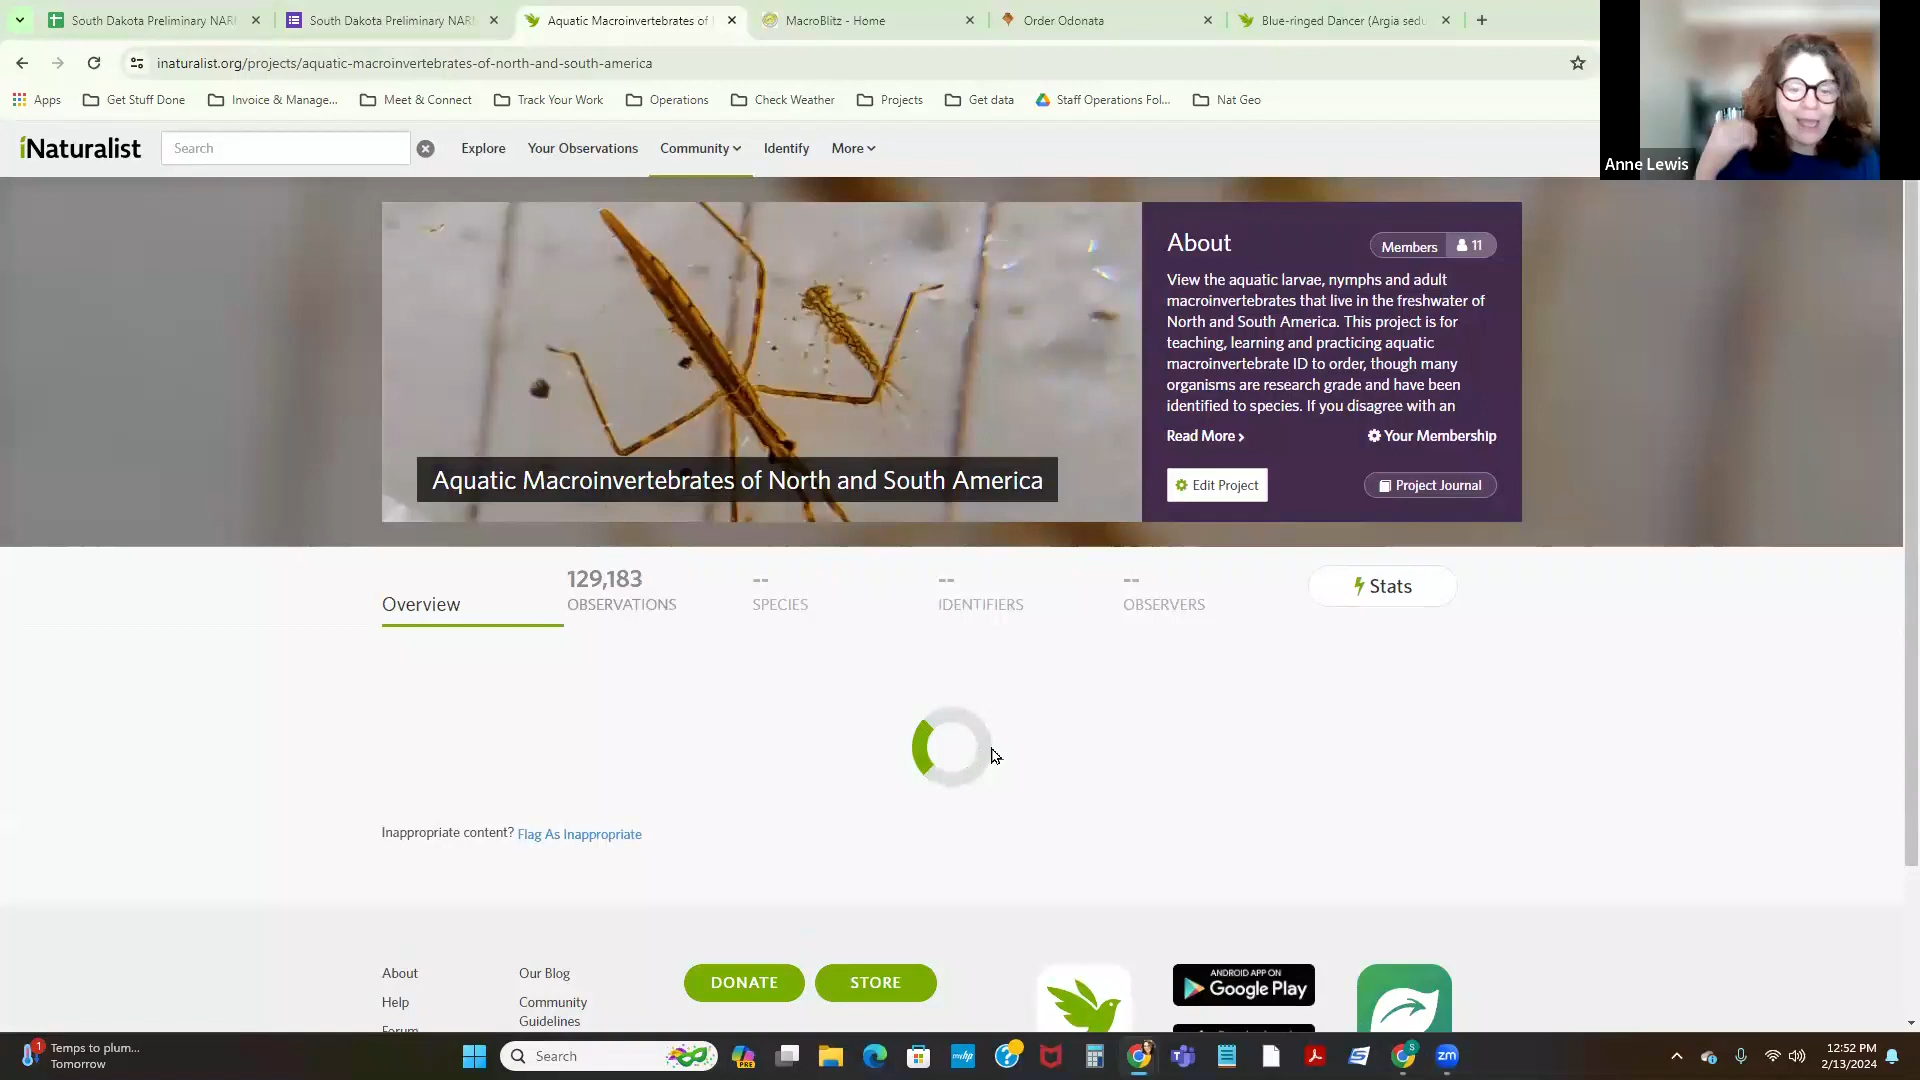 South Dakota Preliminary NARI
South Dakota Preliminary NARI
Aquatic Macroinvertebrates of
MacroBlitz - Home
Order Odonata
Blue-ringed Dancer (Argia sedu
inaturalist.org/projects/aquatic-macroinvertebrates-of-north-and-south-america
Apps
Get Stuff Done
Invoice & Manage...
Meet & Connect
Track Your Work
Operations
Check Weather
Projects
Get data
Staff Operations Fol...
Nat Geo
Anne Lewis
iNaturalist
Search
Explore
Your Observations
Community
Identify
More
About
Members 11
View the aquatic larvae, nymphs and adult
macroinvertebrates that live in the freshwater of
North and South America. This project is for
teaching, learning and practicing aquatic
macroinvertebrate ID to order, though many
organisms are research grade and have been
identified to species. If you disagree with an
Read More ›
Your Membership
Aquatic Macroinvertebrates of North and South America
Edit Project
Project Journal
Overview
129,183
OBSERVATIONS
--
SPECIES
--
IDENTIFIERS
--
OBSERVERS
Stats
Inappropriate content? Flag As Inappropriate
About
Help
Forum
Our Blog
Community
Guidelines
DONATE
STORE
ANDROID APP ON
Google Play
1
Temps to plum...
Tomorrow
Search
PRE
mihp
S
zm
12:52 PM
2/13/2024